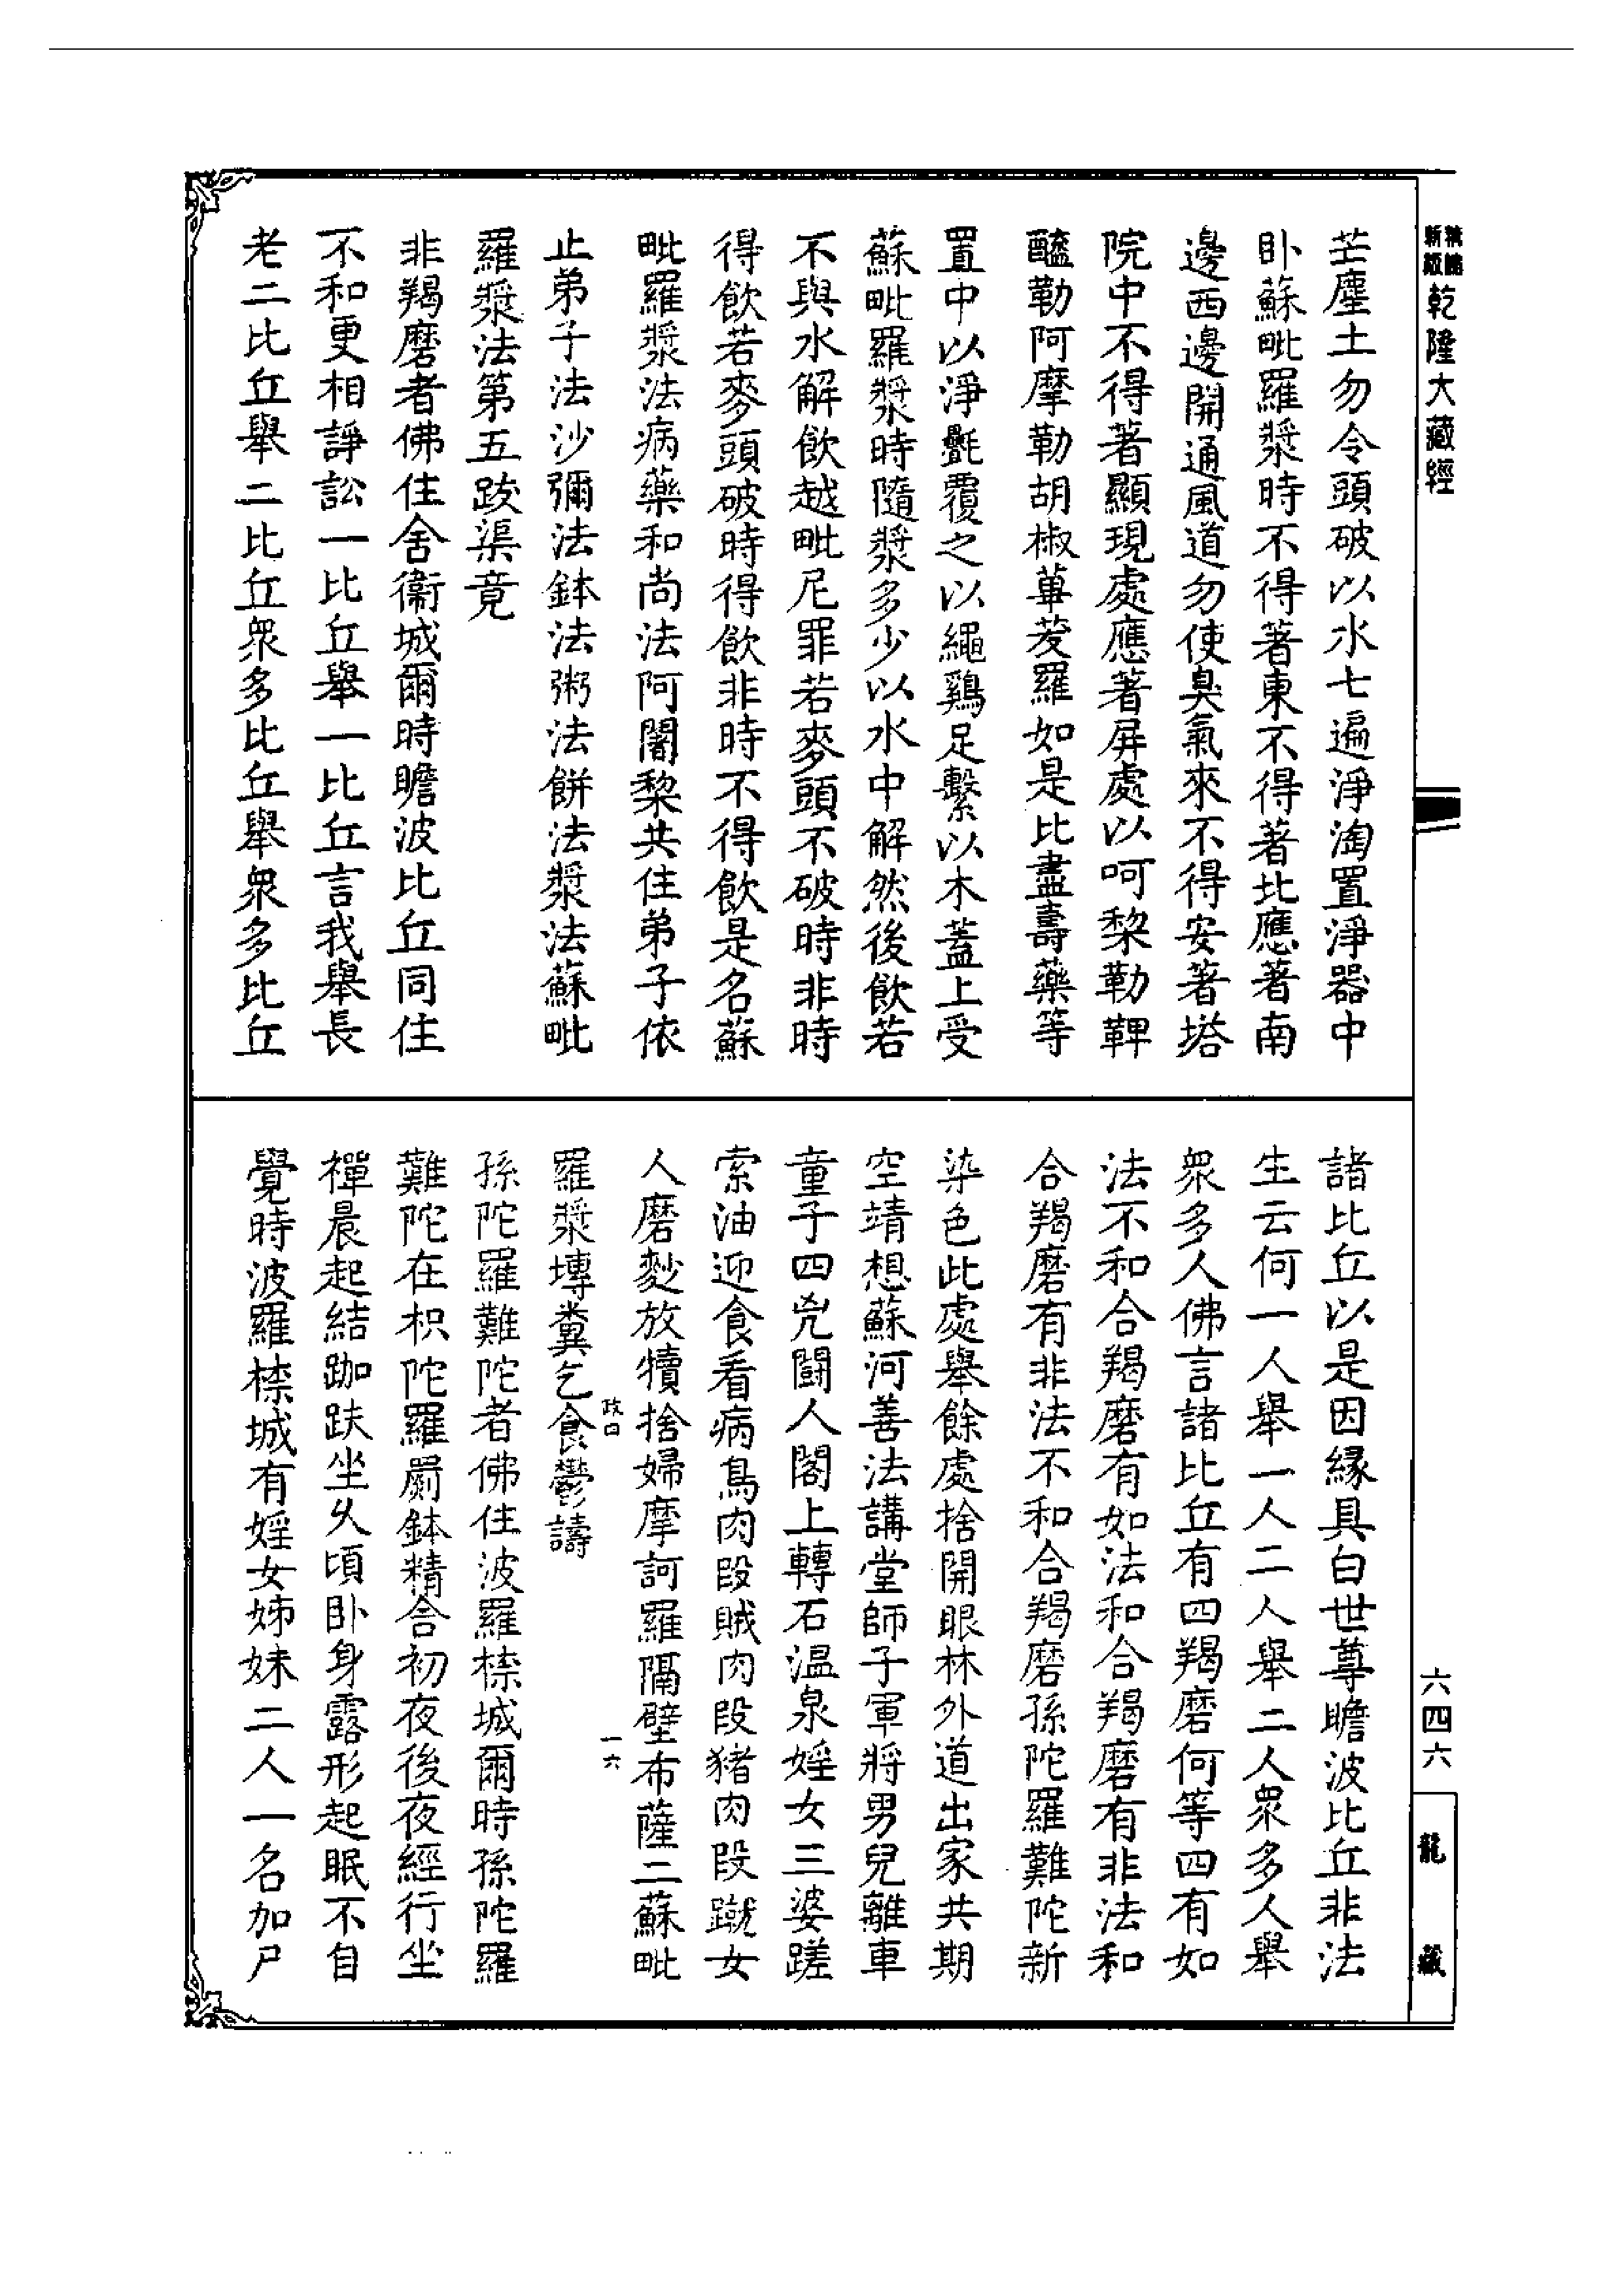 新版
乾隆大藏經
芒塵土勿令頭破以水七遍淨淘置淨器中
卧蘇毗羅漿時不得著東不得著北應著南
邊西邊開通風道勿使臭氣來不得安著塔
院中不得著顯現處應著屏處以呵棃勒鞞
醯勒阿摩勒胡椒蓽茇羅如是比盡壽藥等
置中以淨氎覆之以繩鷄足繫以木蓋上受
蘇毗羅漿時隨漿多少以水中解然後飲若
不與水解飲越毗尼罪若麥頭不破時非時
得飲若麥頭破時得飲非時不得飲是名蘇
毗羅漿法病藥和尚法阿闍棃共住弟子依
止弟子法沙彌法鉢法粥法餅法漿法蘇毗
羅漿法第五跋渠竟
非羯磨者佛住舍衞城爾時瞻波比丘同住
不和更相諍訟一比丘舉一比丘言我舉長
老二比丘舉二比丘眾多比丘舉眾多比丘
諸比丘以是因緣具白世尊瞻波比丘非法
生云何一人舉一人二人舉二人眾多人舉
眾多人佛言諸比丘有四羯磨何等四有如
法不和合羯磨有如法和合羯磨有非法和
合羯磨有非法不和合羯磨孫陀羅難陀新
染色此處舉餘處捨開眼林外道出家共期
空靖想蘇河善法講堂師子軍將男兒離車
童子四兇鬪人閣上轉石溫泉婬女三婆蹉
索油迎食看病鳥肉段賊肉段猪肉段蹴女
人磨麨放犢捨婦摩訶羅隔壁布薩二蘇毗
羅漿塼糞乞食鬱譸
孫陀羅難陀者佛住波羅㮈城爾時孫陀羅
難陀在枳陀羅罽鉢精合初夜後夜經行坐
禪晨起結跏趺坐乆頃卧身露形起眠不自
覺時波羅㮈城有婬女姊妹二人一名加尸
一六
六四六
龍藏